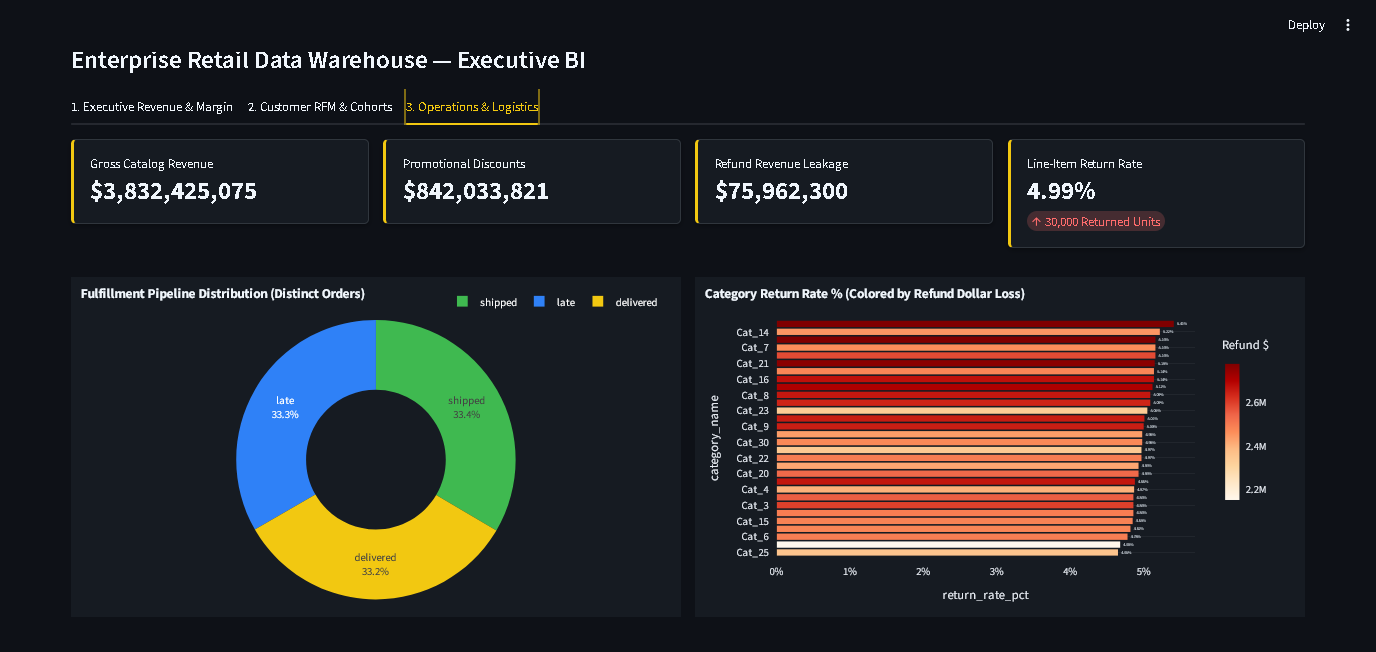 Deploy
Enterprise Retail Data Warehouse — Executive BI
1. Executive Revenue & Margin
2. Customer RFM & Cohorts
3. Operations & Logistics
Gross Catalog Revenue
$3,832,425,075
Promotional Discounts
$842,033,821
Refund Revenue Leakage
$75,962,300
Line-Item Return Rate
4.99%
↑ 30,000 Returned Units
Fulfillment Pipeline Distribution (Distinct Orders)
shipped
late
delivered
late
33.3%
shipped
33.4%
delivered
33.2%
Category Return Rate % (Colored by Refund Dollar Loss)
category_name
Cat_14
Cat_7
Cat_21
Cat_16
Cat_8
Cat_23
Cat_9
Cat_30
Cat_22
Cat_20
Cat_4
Cat_3
Cat_15
Cat_6
Cat_25
0%
1%
2%
3%
4%
5%
return_rate_pct
Refund $
2.6M
2.4M
2.2M